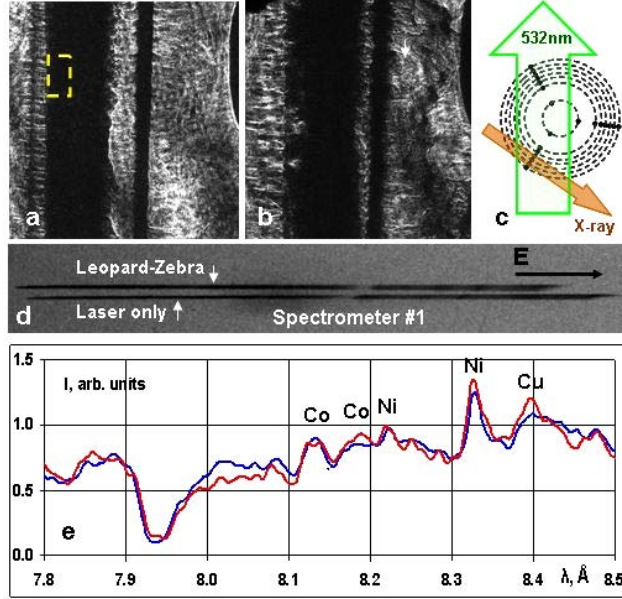 a
b
532nm
c
X-ray
Leopard-Zebra
E
Laser only
Spectrometer #1
d
1.5
I, arb. units
Ni
Cu
Co
Co
Ni
1.0
0.5
e
0.0
7.8
7.9
8.0
8.1
8.2
8.3
8.4
λ, Å
8.5